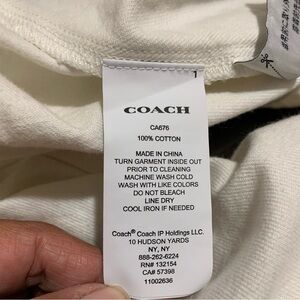 1
COACH
CA676
100% COTTON
MADE IN CHINA
TURN GARMENT INSIDE OUT
PRIOR TO CLEANING
MACHINE WASH COLD
WASH WITH LIKE COLORS
DO NOT BLEACH
LINE DRY
COOL IRON IF NEEDED
Coach® Coach IP Holdings LLC.
10 HUDSON YARDS
NY, NY
888-262-6224
RN# 132154
CA# 57398
11002636